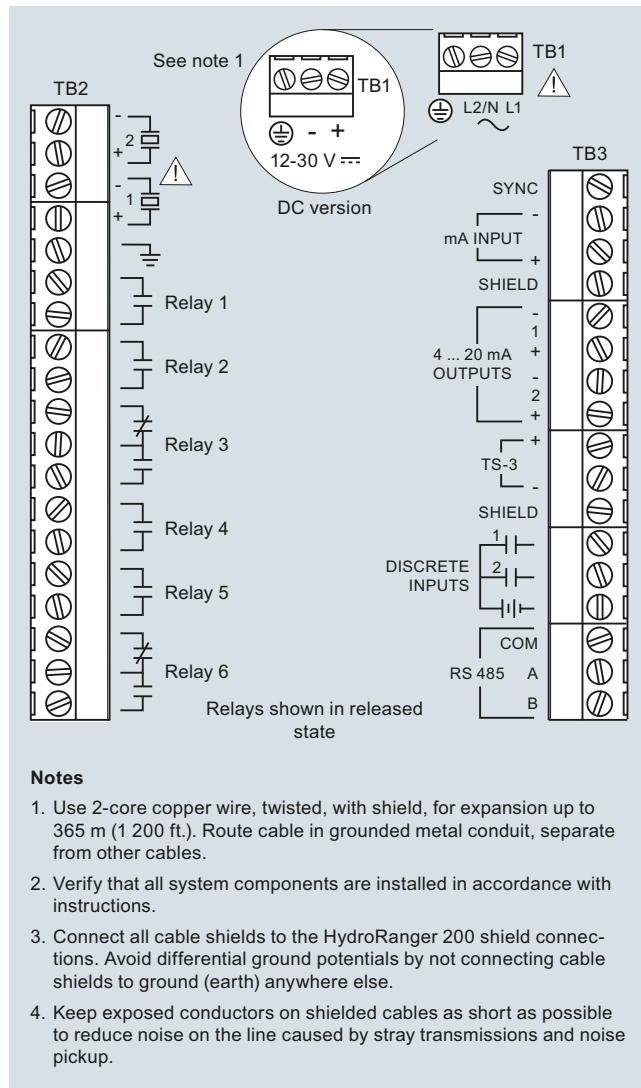 See note 1
TB1
- +
12-30 V
DC version
TB1
L2/N L1
TB2
-
2
+
-
1
+
Relay 1
Relay 2
Relay 3
Relay 4
Relay 5
Relay 6
Relays shown in released
state
TB3
SYNC
-
mA INPUT
+
SHIELD
-
1
4 ... 20 mA +
OUTPUTS -
2
+
+
TS-3
-
SHIELD
1
DISCRETE 2
INPUTS
COM
RS 485 A
B
Notes
1. Use 2-core copper wire, twisted, with shield, for expansion up to
365 m (1 200 ft.). Route cable in grounded metal conduit, separate
from other cables.
2. Verify that all system components are installed in accordance with
instructions.
3. Connect all cable shields to the HydroRanger 200 shield connec-
tions. Avoid differential ground potentials by not connecting cable
shields to ground (earth) anywhere else.
4. Keep exposed conductors on shielded cables as short as possible
to reduce noise on the line caused by stray transmissions and noise
pickup.